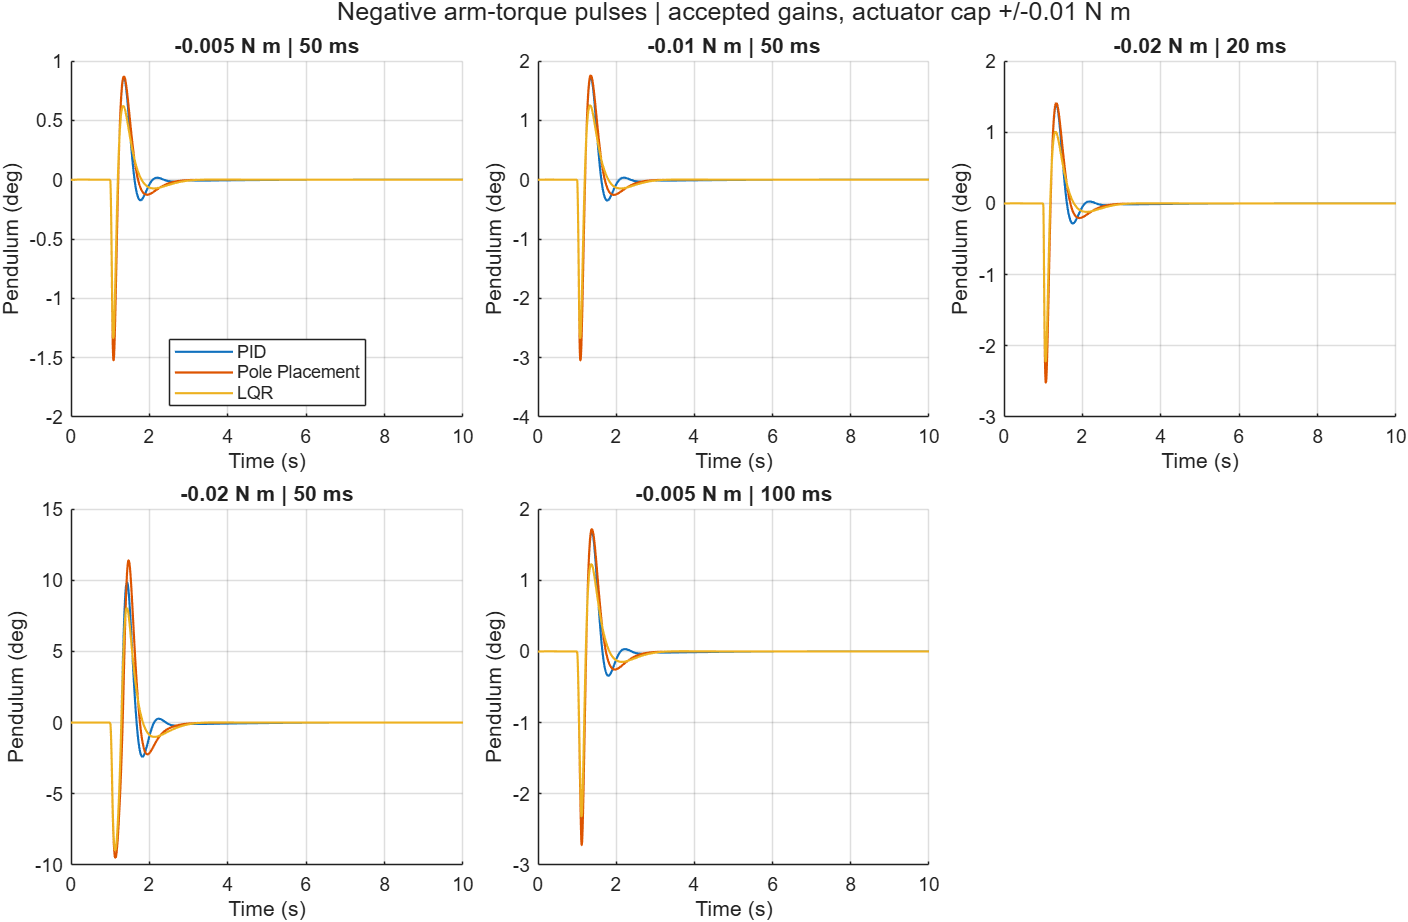 Negative arm-torque pulses | accepted gains, actuator cap +/-0.01 N m
-0.005 N m | 50 ms
Pendulum (deg)
1
0.5
0
-0.5
-1
-1.5
-2
PID
Pole Placement
LQR
0 2 4 6 8 10
Time (s)
-0.01 N m | 50 ms
Pendulum (deg)
2
1
0
-1
-2
-3
-4
0 2 4 6 8 10
Time (s)
-0.02 N m | 20 ms
Pendulum (deg)
2
1
0
-1
-2
-3
0 2 4 6 8 10
Time (s)
-0.02 N m | 50 ms
Pendulum (deg)
15
10
5
0
-5
-10
0 2 4 6 8 10
Time (s)
-0.005 N m | 100 ms
Pendulum (deg)
2
1
0
-1
-2
-3
0 2 4 6 8 10
Time (s)